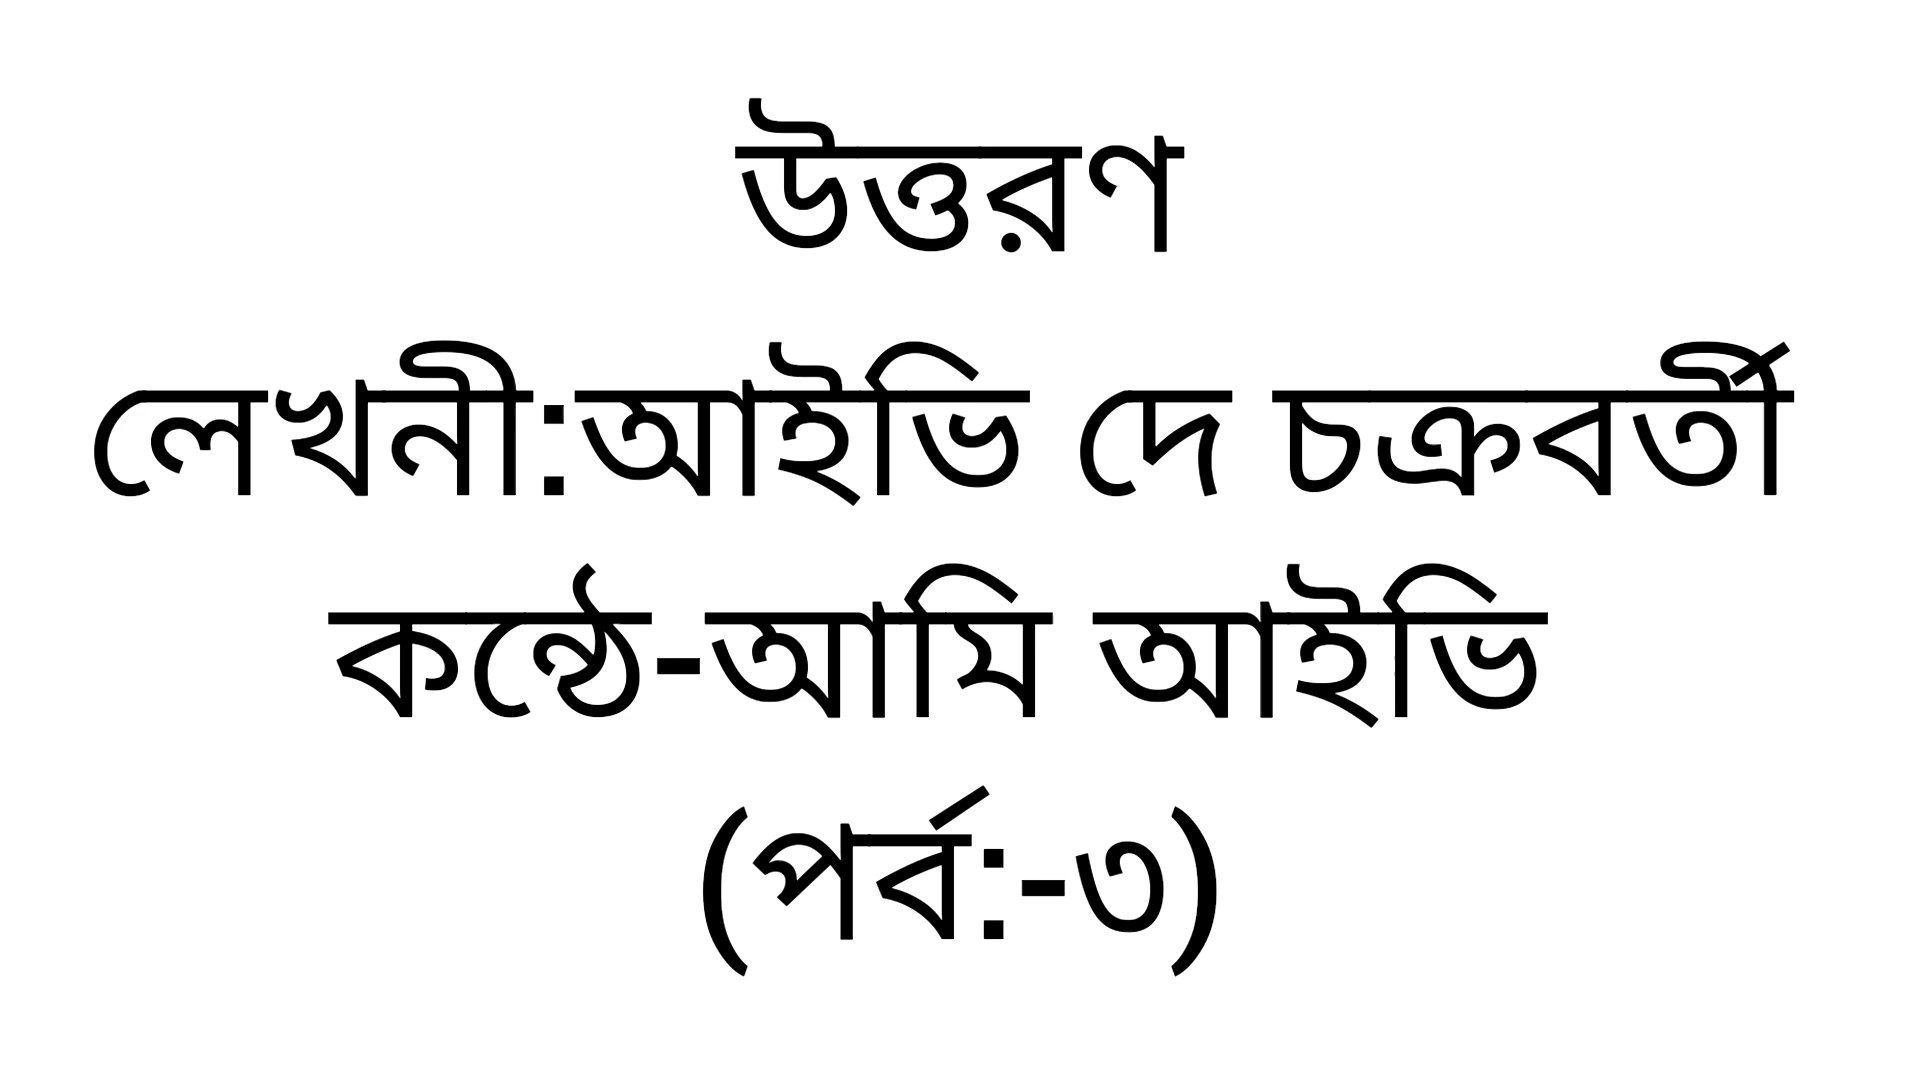 উত্তরণ
লেখনী:আইভি দে চক্রবর্তী
কন্ঠে-আমি আইভি
(পর্ব:-৩)